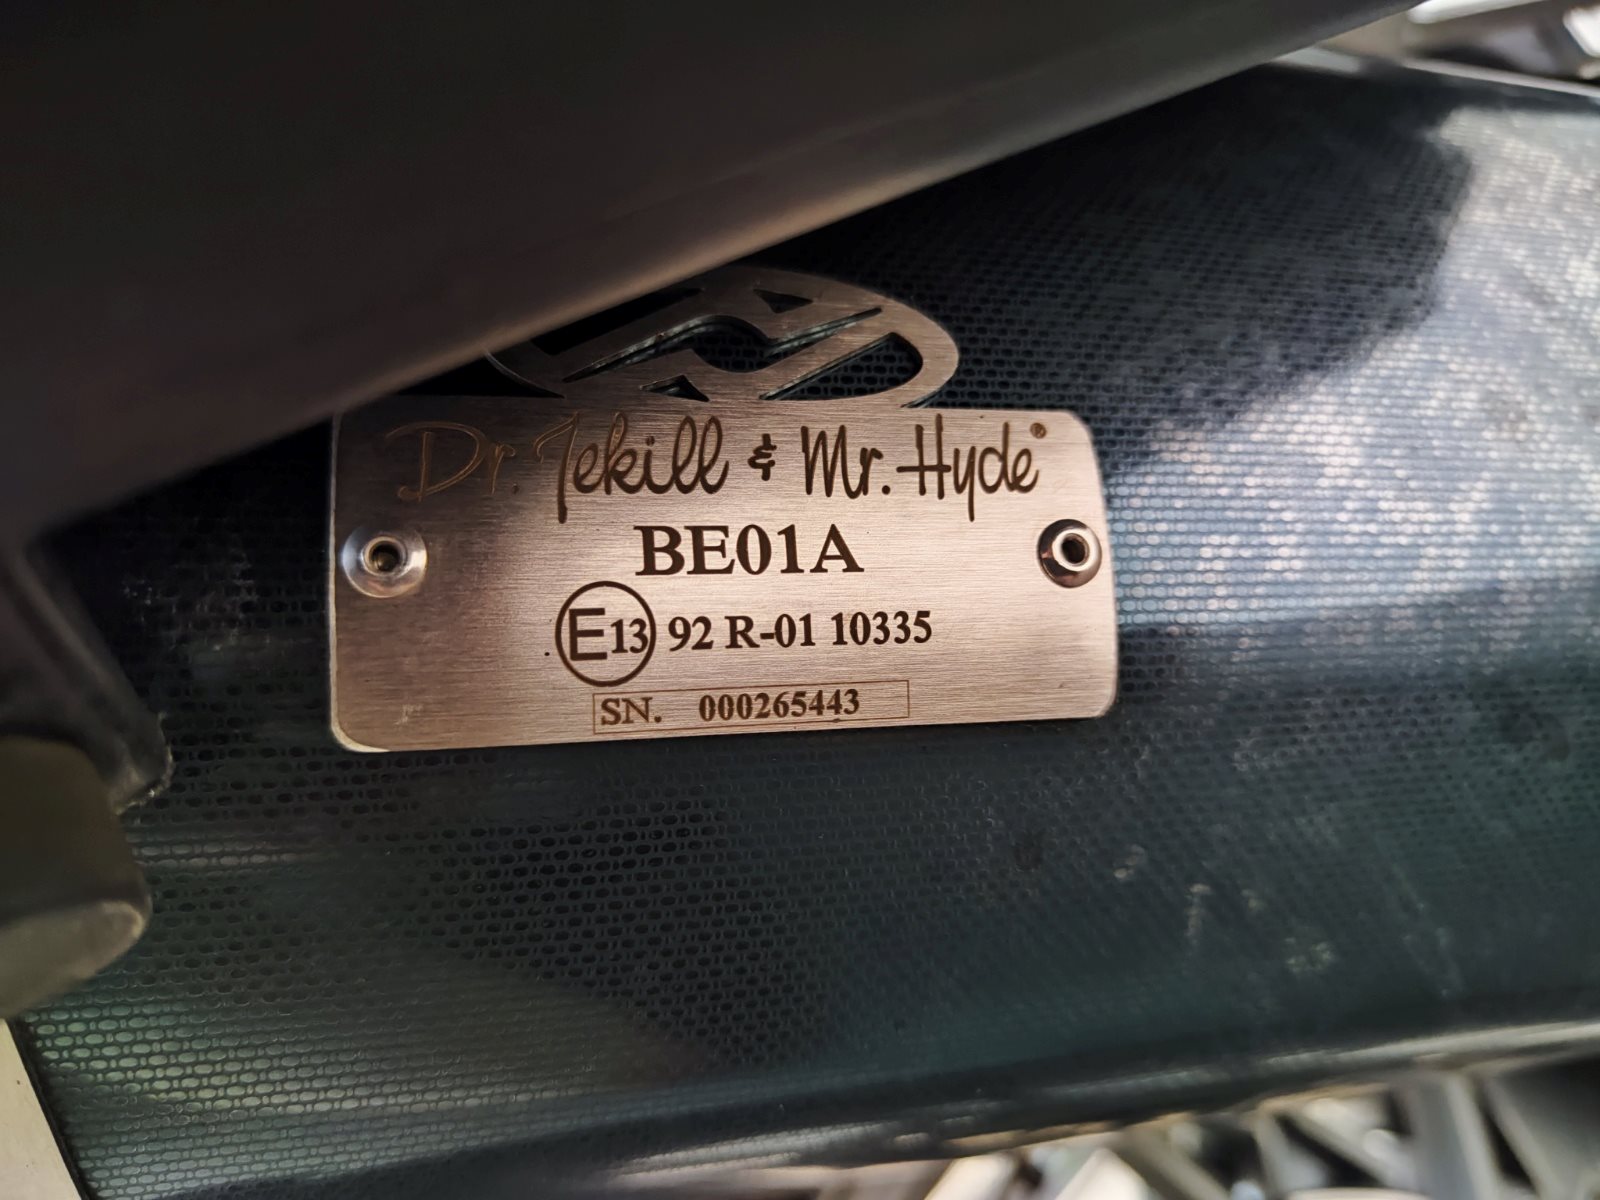 Dr. Jekill & Mr. Hyde®
BE01A
E13 92 R-01 10335
SN. 000265443